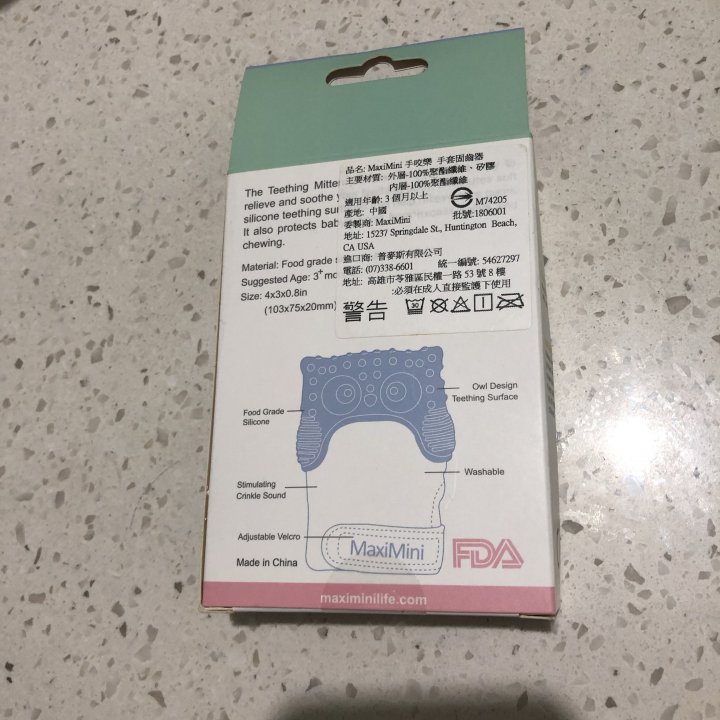 The Teething Mitte
relieve and soothe
silicone teething su
It also protects bab
chewing.
Material: Food grade
Suggested Age: 3+ mo
Size: 4x3x0.8in
(103x75x20mm)
品名: MaxiMini 手咬樂 手套固齒器
主要材質: 外層-100%聚酯纖維、矽膠
內層-100%聚酯纖維
適用年齡: 3 個月以上
M74205
產地: 中國
批號:1806001
委製商: MaxiMini
地址: 15237 Springdale St., Huntington Beach,
CA USA
進口商: 普麥斯有限公司
電話: (07)338-6601 統一編號: 54627297
地址: 高雄市苓雅區民權一路 53 號 8 樓
警告 :必須在成人直接監護下使用
30
Owl Design
Teething Surface
Food Grade
Silicone
Washable
Stimulating
Crinkle Sound
Adjustable Velcro
MaxiMini
Made in China
FDA
maximinilife.com